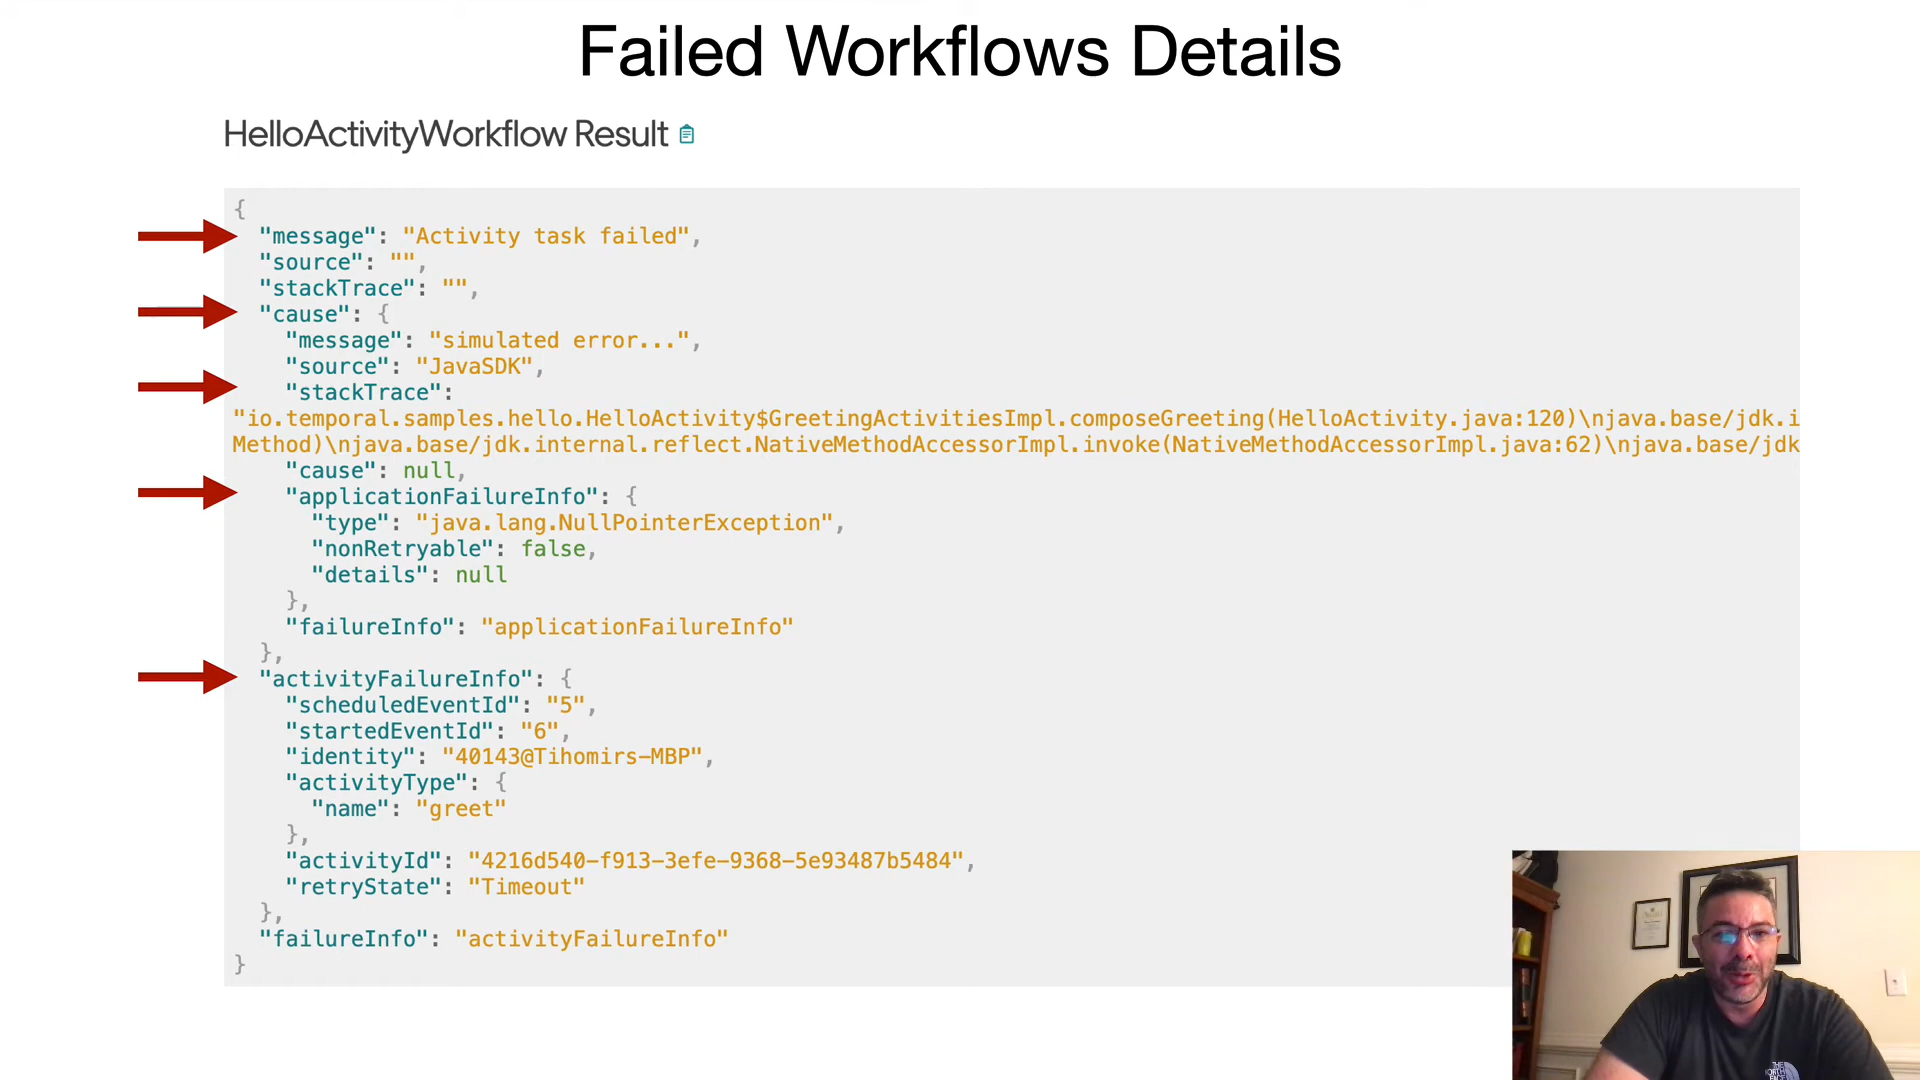 Failed Workflows Details
HelloActivityWorkflow Result
{
"message": "Activity task failed",
"source": "",
"stackTrace": "",
"cause": {
"message": "simulated error...",
"source": "JavaSDK",
"stackTrace":
"io.temporal.samples.hello.HelloActivity$GreetingActivitiesImpl.composeGreeting(HelloActivity.java:120)\njava.base/jdk.i
Method)\njava.base/jdk.internal.reflect.NativeMethodAccessorImpl.invoke(NativeMethodAccessorImpl.java:62)\njava.base/jdk
"cause": null,
"applicationFailureInfo": {
"type": "java.lang.NullPointerException",
"nonRetryable": false,
"details": null
},
"failureInfo": "applicationFailureInfo"
},
"activityFailureInfo": {
"scheduledEventId": "5",
"startedEventId": "6",
"identity": "40143@Tihomirs-MBP",
"activityType": {
"name": "greet"
},
"activityId": "4216d540-f913-3efe-9368-5e93487b5484",
"retryState": "Timeout"
},
"failureInfo": "activityFailureInfo"
}
THE
NORTH
FACE